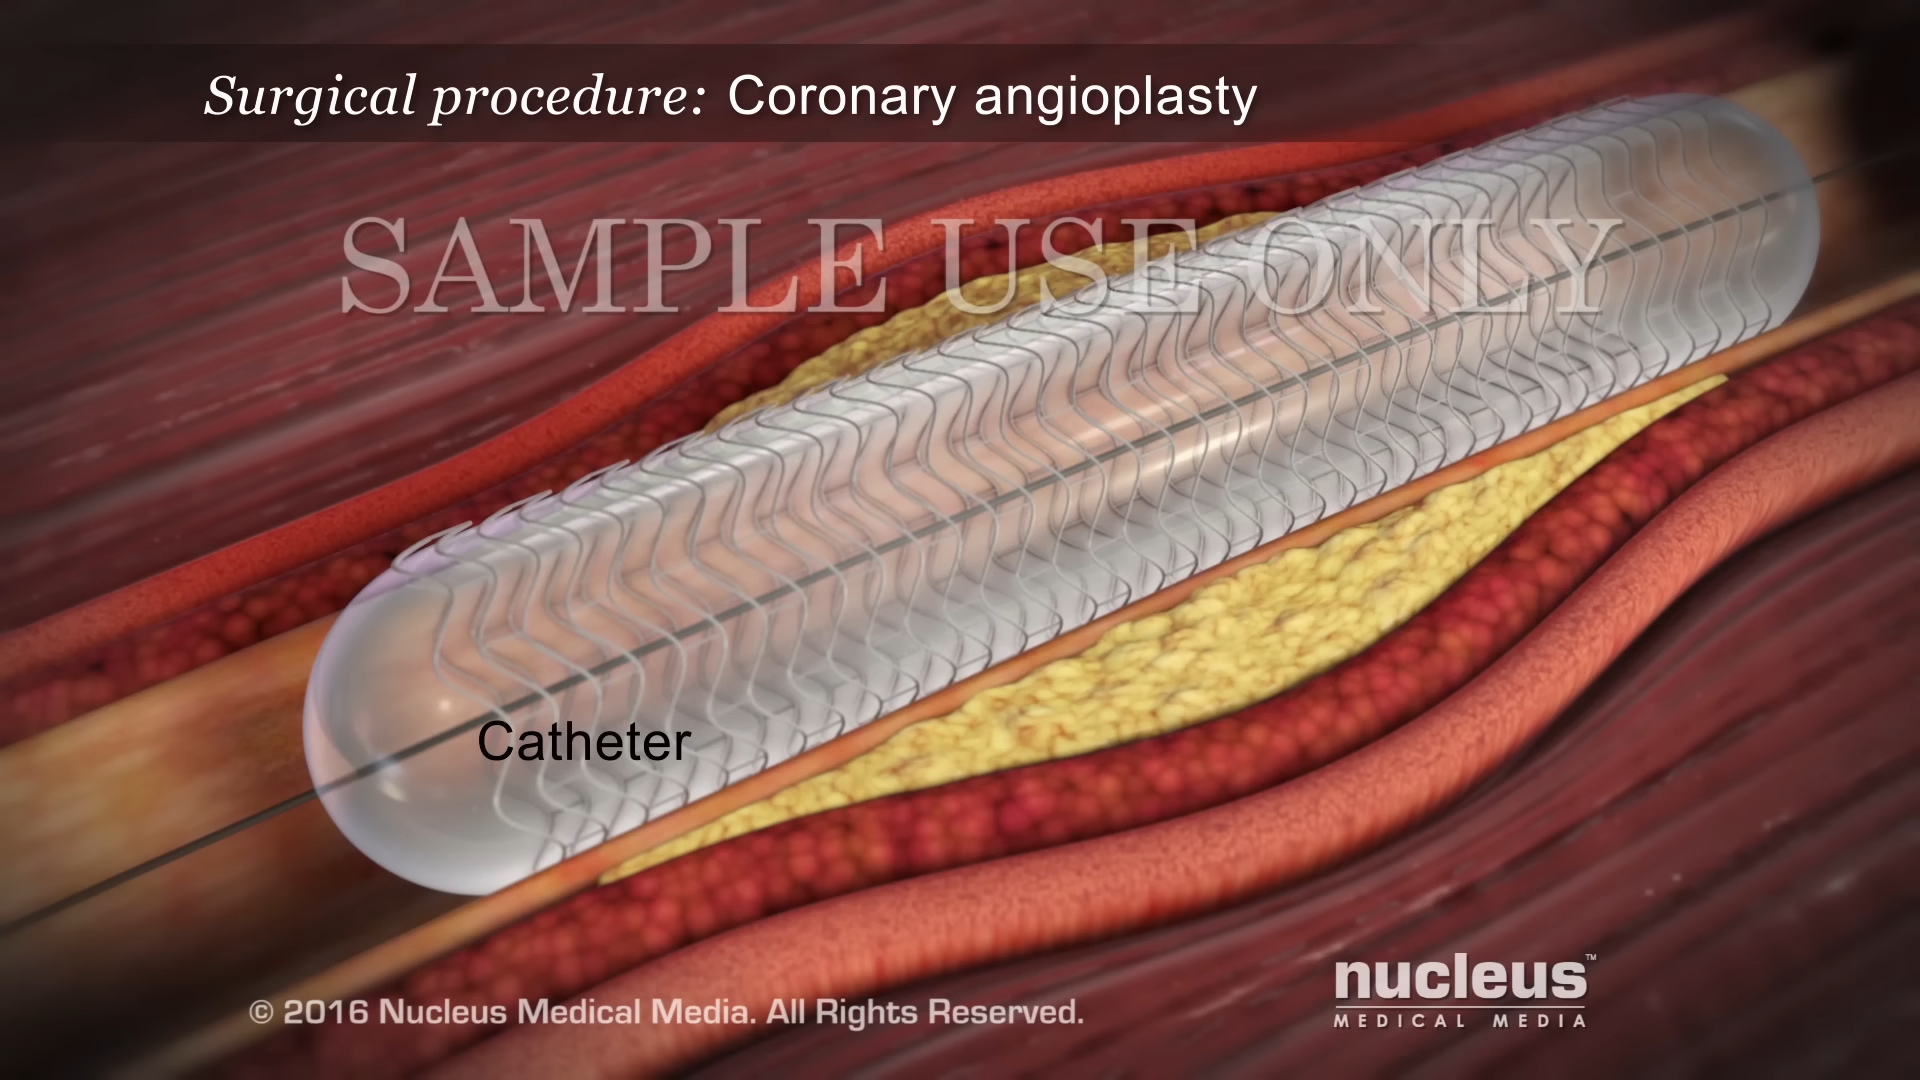 Surgical procedure: Coronary angioplasty
SAMPLE USE ONLY
Catheter
© 2016 Nucleus Medical Media. All Rights Reserved.
nucleus™
MEDICAL MEDIA